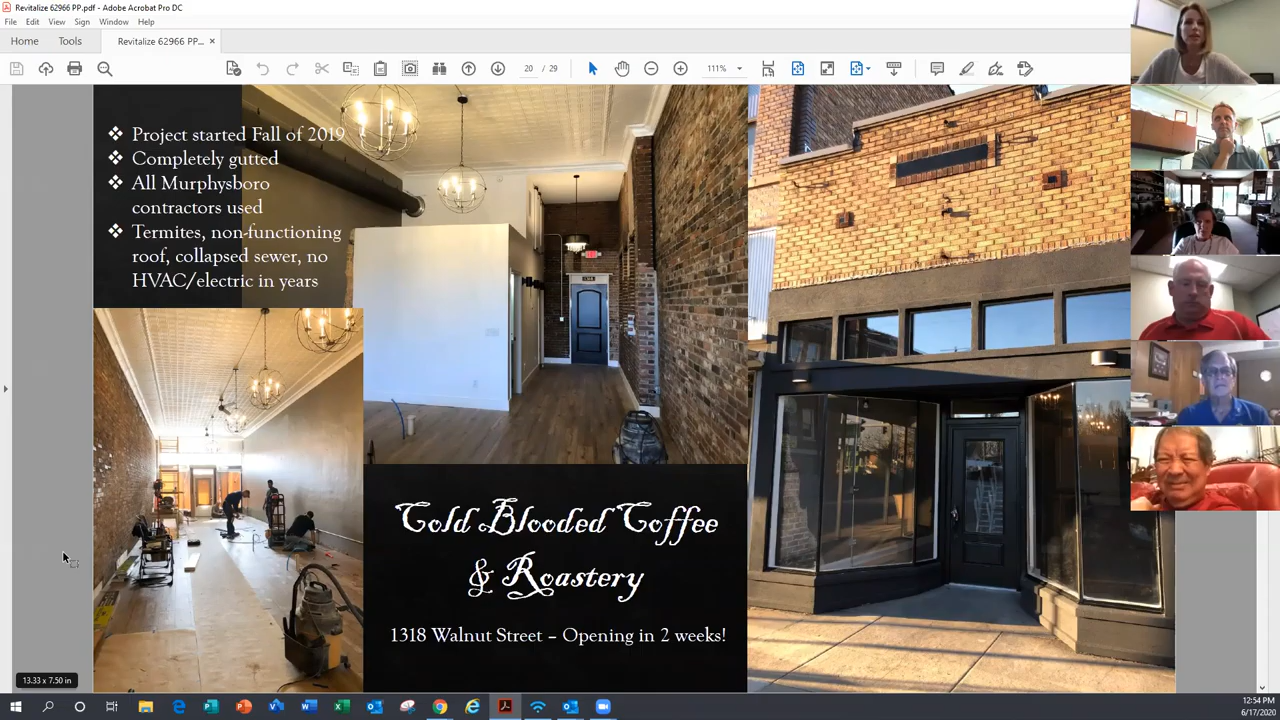 Revitalize 62966 PP.pdf - Adobe Acrobat Pro DC
File Edit View Sign Window Help
Home Tools Revitalize 62966 PP... ×
20 / 29 111%
❖ Project started Fall of 2019
❖ Completely gutted
❖ All Murphysboro
contractors used
❖ Termites, non-functioning
roof, collapsed sewer, no
HVAC/electric in years
Cold Blooded Coffee
& Roastery
1318 Walnut Street – Opening in 2 weeks!
13.33 x 7.50 in
12:54 PM
6/17/2020